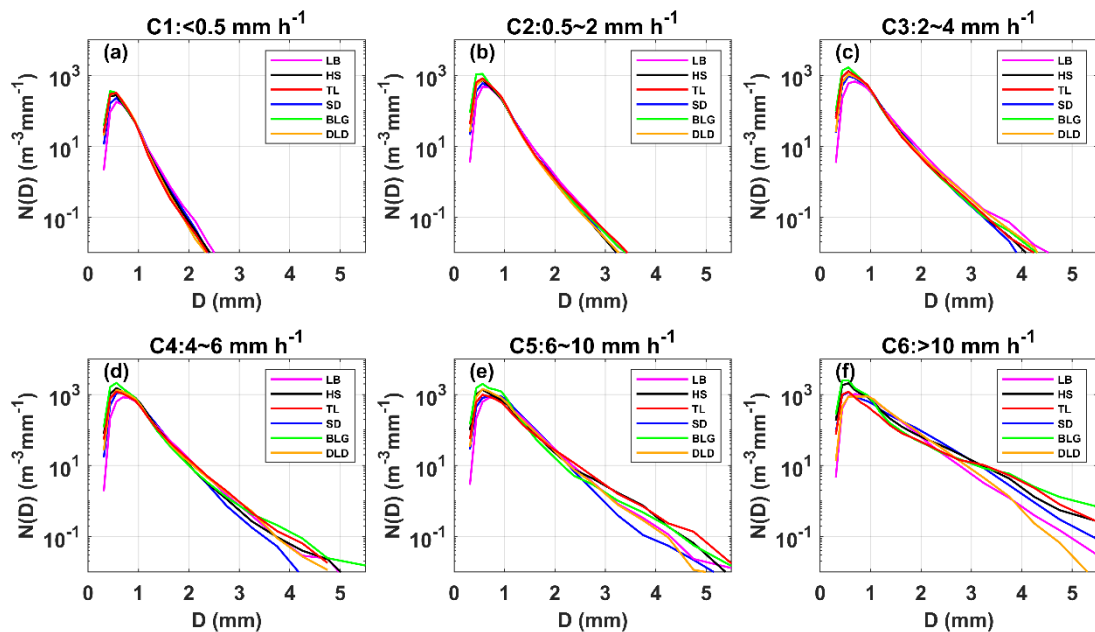 C1:<0.5 mm h⁻¹
(a)
N(D) (m⁻³mm⁻¹)
10³
10¹
10⁻¹
LB
HS
TL
SD
BLG
DLD
0 1 2 3 4 5
D (mm)
C2:0.5~2 mm h⁻¹
(b)
N(D) (m⁻³mm⁻¹)
10³
10¹
10⁻¹
LB
HS
TL
SD
BLG
DLD
0 1 2 3 4 5
D (mm)
C3:2~4 mm h⁻¹
(c)
N(D) (m⁻³mm⁻¹)
10³
10¹
10⁻¹
LB
HS
TL
SD
BLG
DLD
0 1 2 3 4 5
D (mm)
C4:4~6 mm h⁻¹
(d)
N(D) (m⁻³mm⁻¹)
10³
10¹
10⁻¹
LB
HS
TL
SD
BLG
DLD
0 1 2 3 4 5
D (mm)
C5:6~10 mm h⁻¹
(e)
N(D) (m⁻³mm⁻¹)
10³
10¹
10⁻¹
LB
HS
TL
SD
BLG
DLD
0 1 2 3 4 5
D (mm)
C6:>10 mm h⁻¹
(f)
N(D) (m⁻³mm⁻¹)
10³
10¹
10⁻¹
LB
HS
TL
SD
BLG
DLD
0 1 2 3 4 5
D (mm)